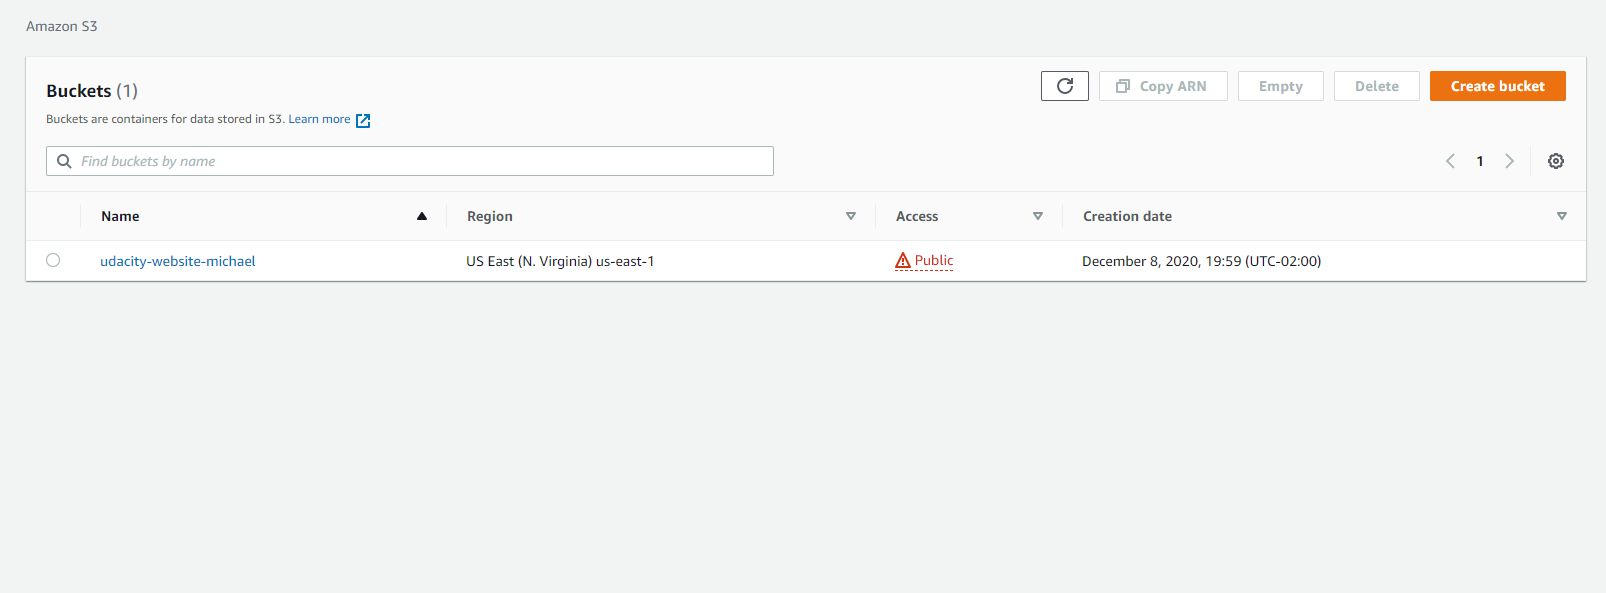 Amazon S3
Buckets (1)
Copy ARN
Empty
Delete
Create bucket
Buckets are containers for data stored in S3. Learn more
Find buckets by name
1
Name Region Access Creation date
udacity-website-michael US East (N. Virginia) us-east-1 Public December 8, 2020, 19:59 (UTC-02:00)